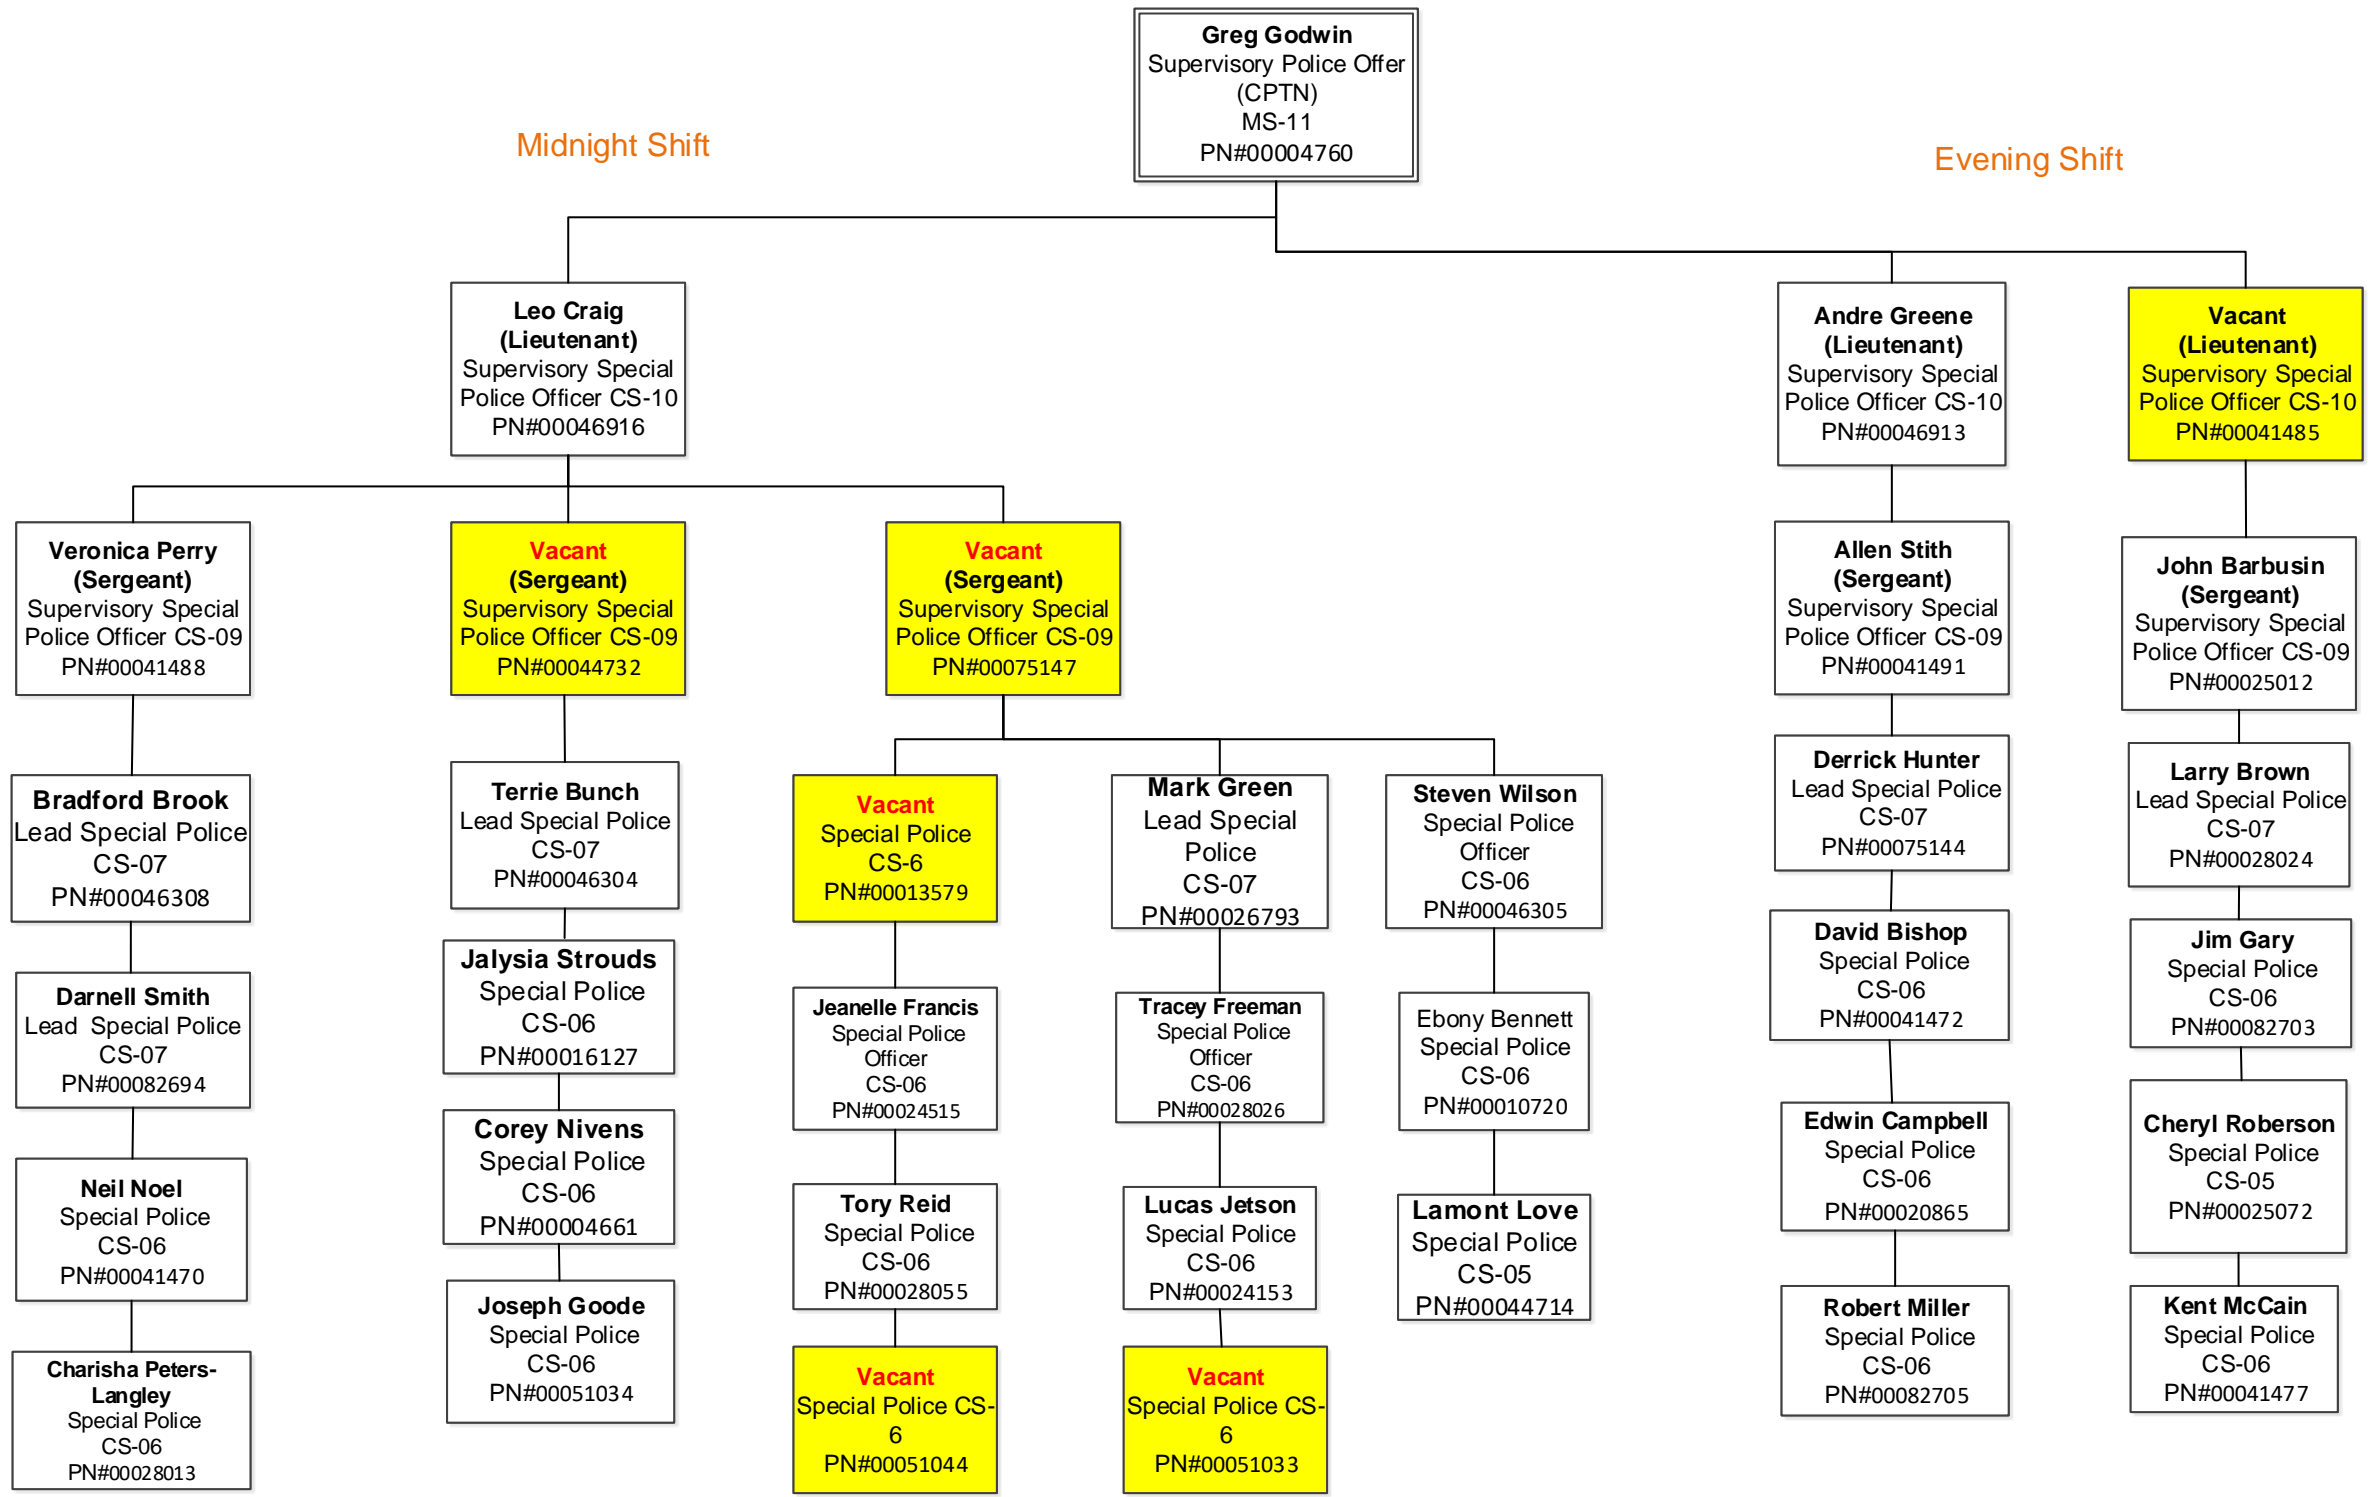 Greg Godwin
Supervisory Police Offer
(CPTN)
MS-11
PN#00004760
Midnight Shift
Evening Shift
Leo Craig
(Lieutenant)
Supervisory Special
Police Officer CS-10
PN#00046916
Andre Greene
(Lieutenant)
Supervisory Special
Police Officer CS-10
PN#00046913
Vacant
(Lieutenant)
Supervisory Special
Police Officer CS-10
PN#00041485
Veronica Perry
(Sergeant)
Supervisory Special
Police Officer CS-09
PN#00041488
Vacant
(Sergeant)
Supervisory Special
Police Officer CS-09
PN#00044732
Vacant
(Sergeant)
Supervisory Special
Police Officer CS-09
PN#00075147
Allen Stith
(Sergeant)
Supervisory Special
Police Officer CS-09
PN#00041491
John Barbusin
(Sergeant)
Supervisory Special
Police Officer CS-09
PN#00025012
Bradford Brook
Lead Special Police
CS-07
PN#00046308
Terrie Bunch
Lead Special Police
CS-07
PN#00046304
Vacant
Special Police
CS-6
PN#00013579
Mark Green
Lead Special
Police
CS-07
PN#00026793
Steven Wilson
Special Police
Officer
CS-06
PN#00046305
Derrick Hunter
Lead Special Police
CS-07
PN#00075144
Larry Brown
Lead Special Police
CS-07
PN#00028024
Darnell Smith
Lead  Special Police
CS-07
PN#00082694
Jalysia Strouds
Special Police
CS-06
PN#00016127
Jeanelle Francis
Special Police
Officer
CS-06
PN#00024515
Tracey Freeman
Special Police
Officer
CS-06
PN#00028026
Ebony Bennett
Special Police
CS-06
PN#00010720
David Bishop
Special Police
CS-06
PN#00041472
Jim Gary
Special Police
CS-06
PN#00082703
Neil Noel
Special Police
CS-06
PN#00041470
Corey Nivens
Special Police
CS-06
PN#00004661
Tory Reid
Special Police
CS-06
PN#00028055
Lucas Jetson
Special Police
CS-06
PN#00024153
Lamont Love
Special Police
CS-05
PN#00044714
Edwin Campbell
Special Police
CS-06
PN#00020865
Cheryl Roberson
Special Police
CS-05
PN#00025072
Charisha Peters-
Langley
Special Police
CS-06
PN#00028013
Joseph Goode
Special Police
CS-06
PN#00051034
Vacant
Special Police CS-
6
PN#00051044
Vacant
Special Police CS-
6
PN#00051033
Robert Miller
Special Police
CS-06
PN#00082705
Kent McCain
Special Police
CS-06
PN#00041477